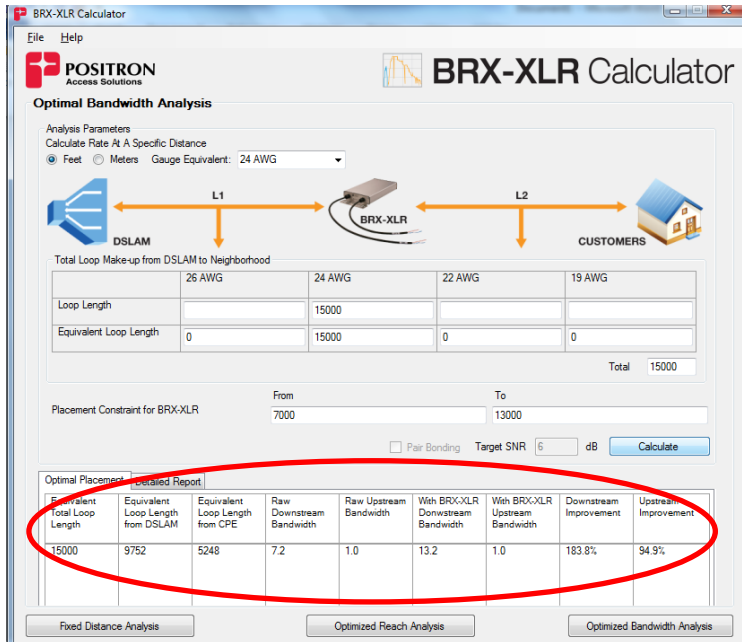 BRX-XLR Calculator
File Help
POSITRON
Access Solutions
BRX-XLR Calculator
Optimal Bandwidth Analysis
Analysis Parameters
Calculate Rate At A Specific Distance
Feet Meters Gauge Equivalent: 24 AWG
L1 L2
BRX-XLR
DSLAM CUSTOMERS
Total Loop Make-up from DSLAM to Neighborhood
26 AWG 24 AWG 22 AWG 19 AWG
Loop Length 15000
Equivalent Loop Length 0 15000 0 0
Total 15000
From To
Placement Constraint for BRX-XLR 7000 13000
Pair Bonding Target SNR 6 dB Calculate
Optimal Placement Detailed Report
Equivalent Equivalent Equivalent Raw Raw Upstream With BRX-XLR With BRX-XLR Downstream Upstream
Total Loop Loop Length Loop Length Downstream Bandwidth Donwstream Upstream Improvement Improvement
Length from DSLAM from CPE Bandwidth Bandwidth Bandwidth
15000 9752 5248 7.2 1.0 13.2 1.0 183.8% 94.9%
Fixed Distance Analysis Optimized Reach Analysis Optimized Bandwidth Analysis